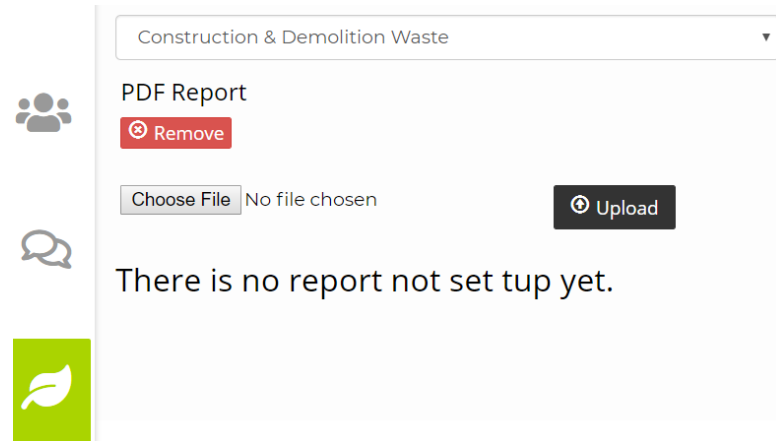 Construction & Demolition Waste
PDF Report
Remove
Choose File No file chosen
Upload
There is no report not set tup yet.